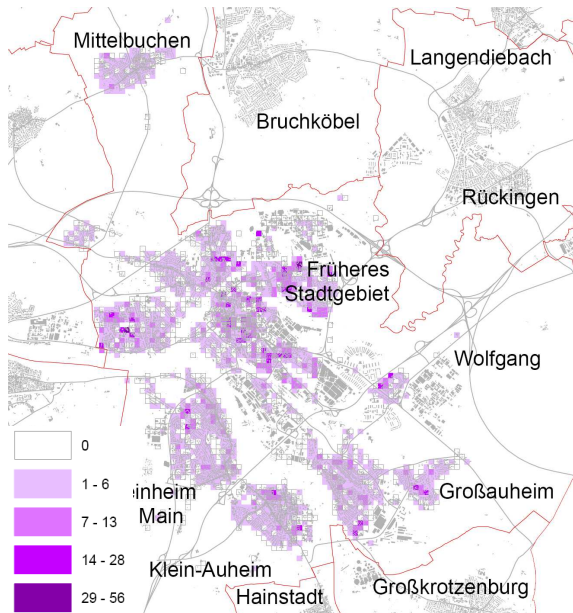 Mittelbuchen
Langendiebach
Bruchköbel
Rückingen
Früheres
Stadtgebiet
Wolfgang
0
1 - 6
einheim
Großauheim
7 - 13
Main
14 - 28
Klein-Auheim
Großkrotzenburg
29 - 56
Hainstadt